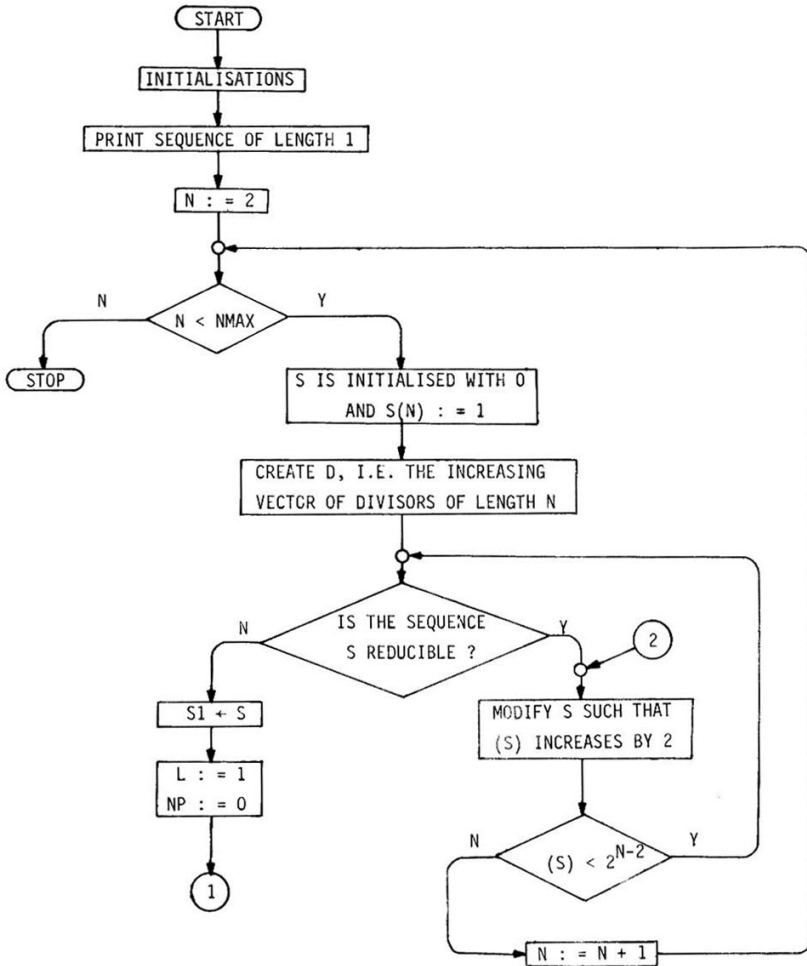 START
INITIALISATIONS
PRINT SEQUENCE OF LENGTH 1
N : = 2
N
N < NMAX
Y
STOP
S IS INITIALISED WITH 0
AND S(N) : = 1
CREATE D, I.E. THE INCREASING
VECTOR OF DIVISORS OF LENGTH N
N
IS THE SEQUENCE
S REDUCIBLE ?
Y
2
S1 ← S
MODIFY S SUCH THAT
(S) INCREASES BY 2
L : = 1
NP : = 0
N
(S) < 2^{N-2}
Y
1
N : = N + 1